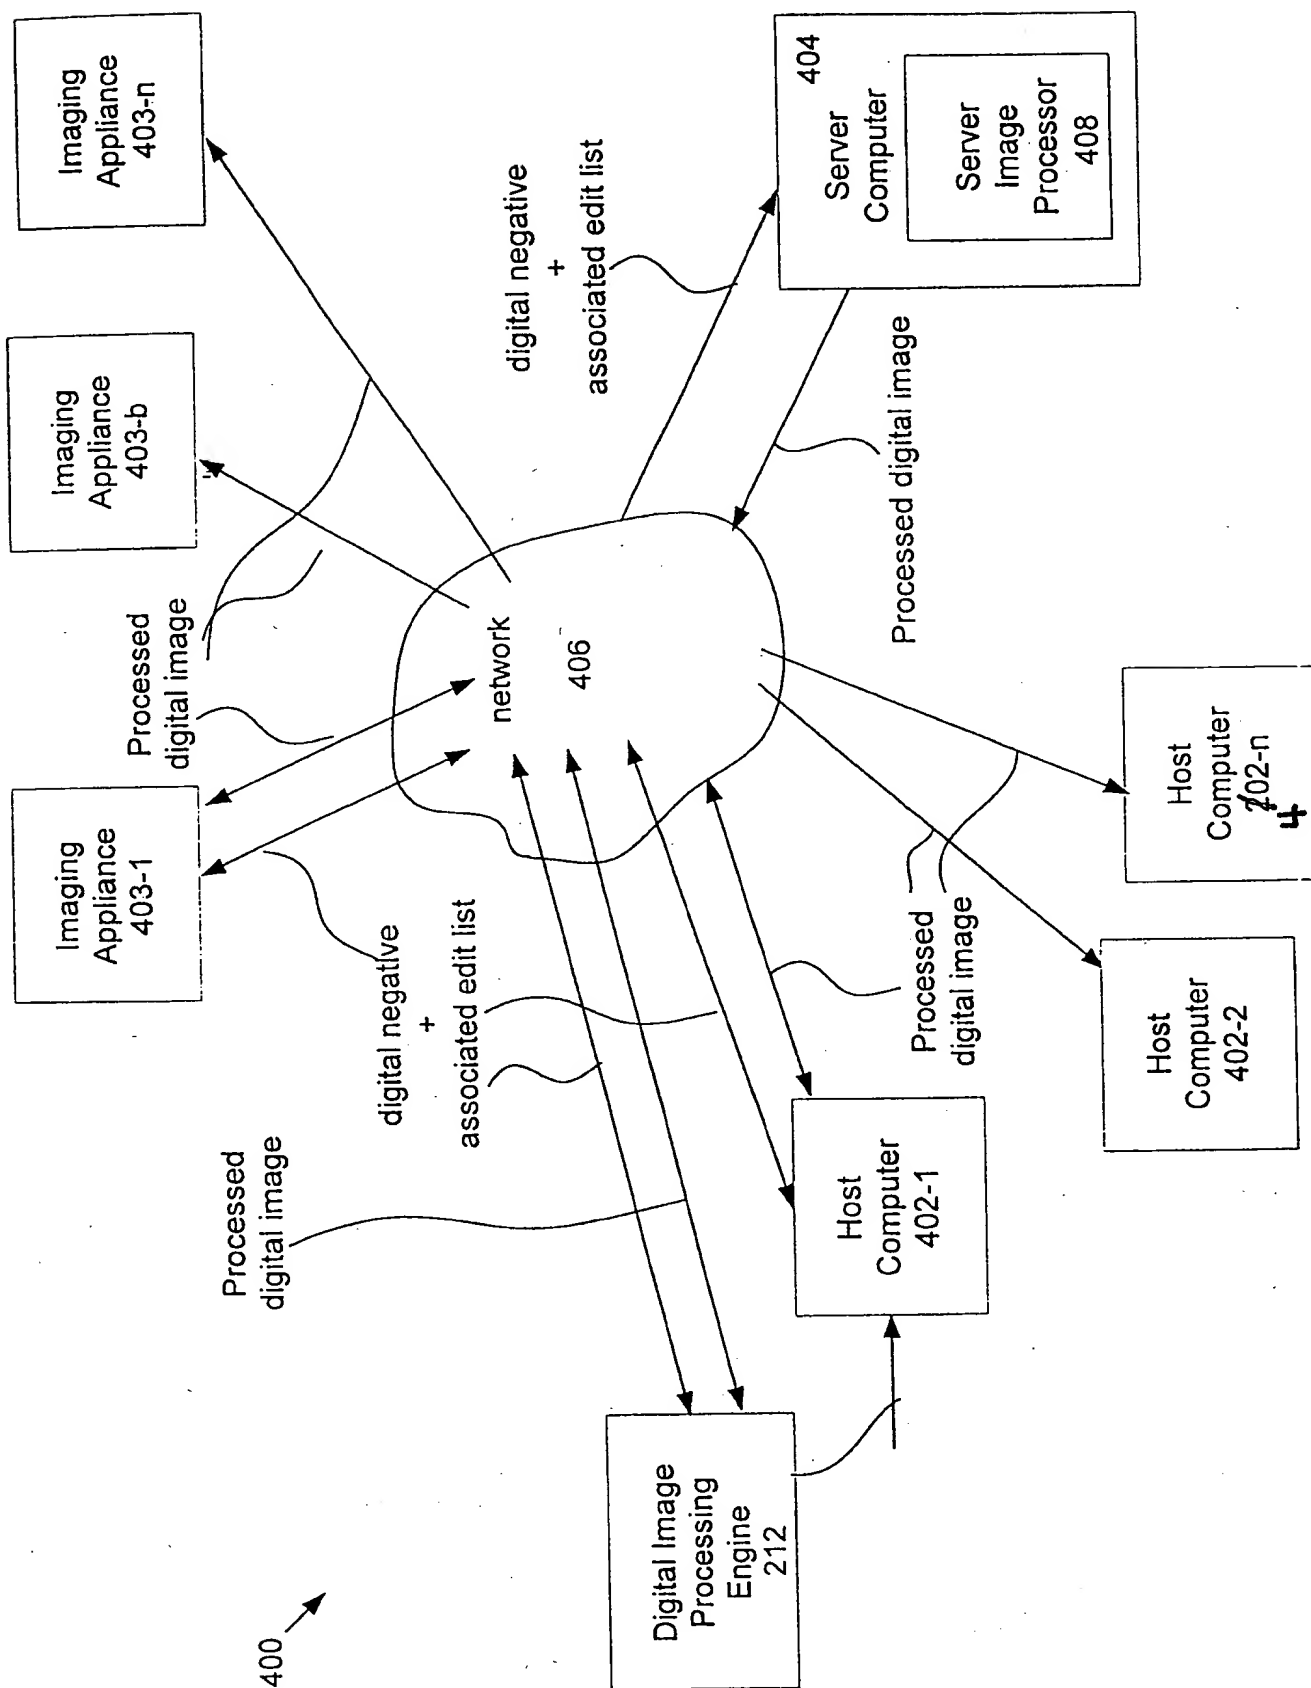 Imaging
Appliance
403-1
Imaging
Appliance
403-b
Imaging
Appliance
403-n
Processed
digital image
400
Processed
digital image
digital negative
+
associated edit list
network
406
digital negative
+
associated edit list
Digital Image
Processing
Engine
212
Host
Computer
402-1
Processed
digital image
Processed digital image
404
Server
Computer
Server
Image
Processor
408
Host
Computer
402-2
Host
Computer
202-n
4